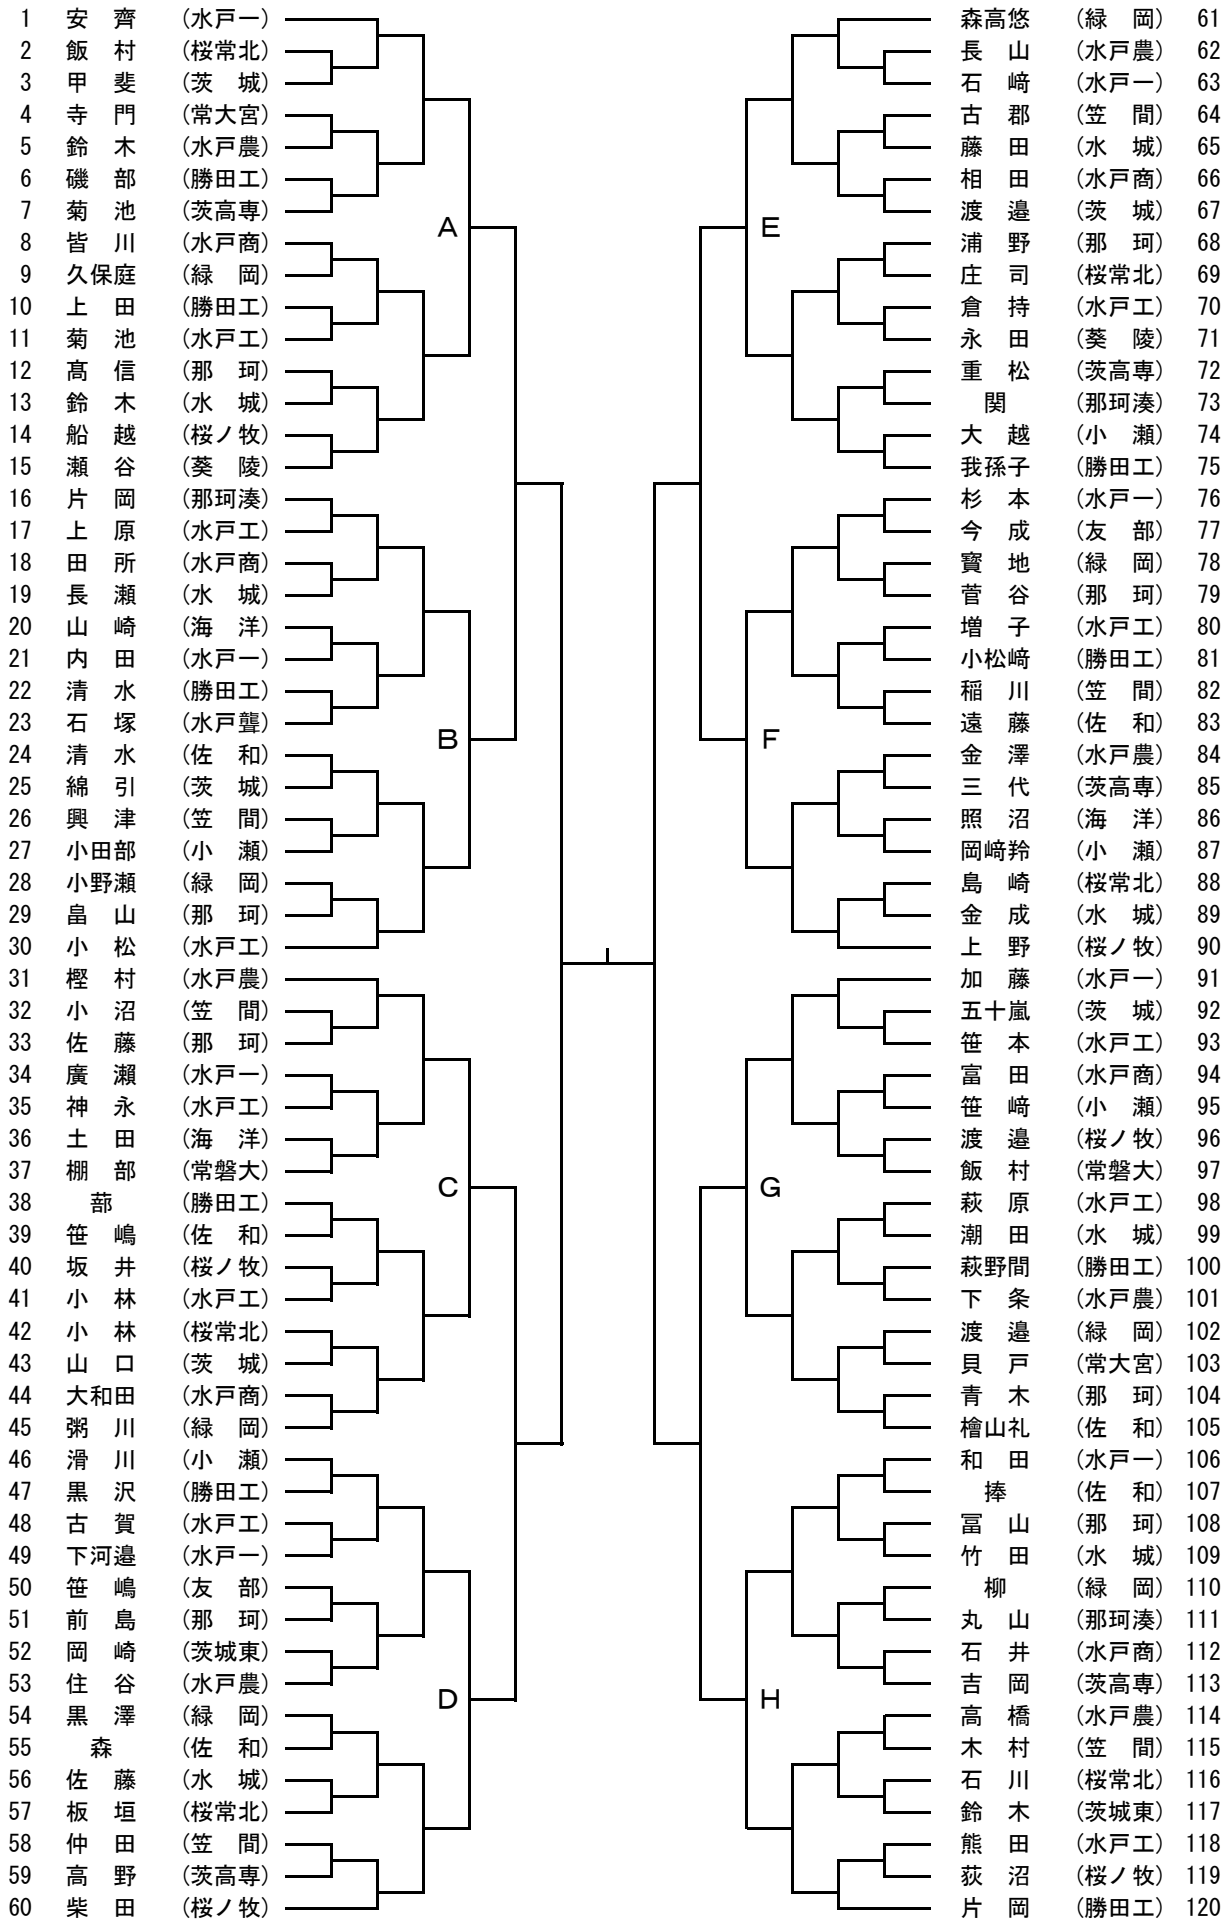 1 安 齊 (水戸一) 森高悠 (緑 岡) 61
2 飯 村 (桜常北) 長 山 (水戸農) 62
3 甲 斐 (茨 城) 石 﨑 (水戸一) 63
4 寺 門 (常大宮) 古 郡 (笠 間) 64
5 鈴 木 (水戸農) 藤 田 (水 城) 65
6 磯 部 (勝田工) 相 田 (水戸商) 66
7 菊 池 (茨高専) 渡 邉 (茨 城) 67
A E
8 皆 川 (水戸商) 浦 野 (那 珂) 68
9 久保庭 (緑 岡) 庄 司 (桜常北) 69
10 上 田 (勝田工) 倉 持 (水戸工) 70
11 菊 池 (水戸工) 永 田 (葵 陵) 71
12 髙 信 (那 珂) 重 松 (茨高専) 72
13 鈴 木 (水 城) 関 (那珂湊) 73
14 船 越 (桜ノ牧) 大 越 (小 瀬) 74
15 瀬 谷 (葵 陵) 我孫子 (勝田工) 75
16 片 岡 (那珂湊) 杉 本 (水戸一) 76
17 上 原 (水戸工) 今 成 (友 部) 77
18 田 所 (水戸商) 寳 地 (緑 岡) 78
19 長 瀬 (水 城) 菅 谷 (那 珂) 79
20 山 崎 (海 洋) 増 子 (水戸工) 80
21 内 田 (水戸一) 小松﨑 (勝田工) 81
22 清 水 (勝田工) 稲 川 (笠 間) 82
23 石 塚 (水戸聾) 遠 藤 (佐 和) 83
B F
24 清 水 (佐 和) 金 澤 (水戸農) 84
25 綿 引 (茨 城) 三 代 (茨高専) 85
26 興 津 (笠 間) 照 沼 (海 洋) 86
27 小田部 (小 瀬) 岡﨑羚 (小 瀬) 87
28 小野瀬 (緑 岡) 島 崎 (桜常北) 88
29 畠 山 (那 珂) 金 成 (水 城) 89
30 小 松 (水戸工) 上 野 (桜ノ牧) 90
31 樫 村 (水戸農) 加 藤 (水戸一) 91
32 小 沼 (笠 間) 五十嵐 (茨 城) 92
33 佐 藤 (那 珂) 笹 本 (水戸工) 93
34 廣 瀨 (水戸一) 富 田 (水戸商) 94
35 神 永 (水戸工) 笹 﨑 (小 瀬) 95
36 土 田 (海 洋) 渡 邉 (桜ノ牧) 96
37 棚 部 (常磐大) 飯 村 (常磐大) 97
C G
38 蔀 (勝田工) 萩 原 (水戸工) 98
39 笹 嶋 (佐 和) 潮 田 (水 城) 99
40 坂 井 (桜ノ牧) 萩野間 (勝田工) 100
41 小 林 (水戸工) 下 条 (水戸農) 101
42 小 林 (桜常北) 渡 邉 (緑 岡) 102
43 山 口 (茨 城) 貝 戸 (常大宮) 103
44 大和田 (水戸商) 青 木 (那 珂) 104
45 粥 川 (緑 岡) 檜山礼 (佐 和) 105
46 滑 川 (小 瀬) 和 田 (水戸一) 106
47 黒 沢 (勝田工) 捧 (佐 和) 107
48 古 賀 (水戸工) 冨 山 (那 珂) 108
49 下河邉 (水戸一) 竹 田 (水 城) 109
50 笹 嶋 (友 部) 柳 (緑 岡) 110
51 前 島 (那 珂) 丸 山 (那珂湊) 111
52 岡 崎 (茨城東) 石 井 (水戸商) 112
53 住 谷 (水戸農) 吉 岡 (茨高専) 113
D H
54 黒 澤 (緑 岡) 高 橋 (水戸農) 114
55 森 (佐 和) 木 村 (笠 間) 115
56 佐 藤 (水 城) 石 川 (桜常北) 116
57 板 垣 (桜常北) 鈴 木 (茨城東) 117
58 仲 田 (笠 間) 熊 田 (水戸工) 118
59 高 野 (茨高専) 荻 沼 (桜ノ牧) 119
60 柴 田 (桜ノ牧) 片 岡 (勝田工) 120